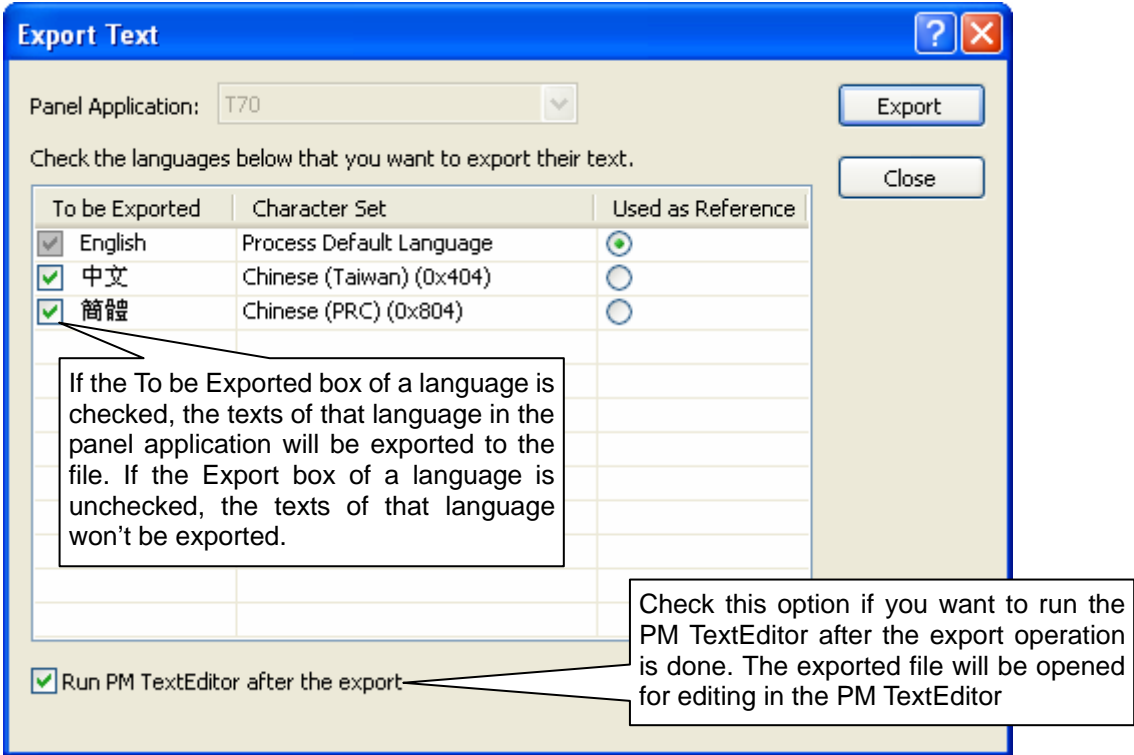 Export Text
Panel Application: T70
Export
Check the languages below that you want to export their text.
Close
To be Exported Character Set Used as Reference
English Process Default Language
中文 Chinese (Taiwan) (0x404)
簡體 Chinese (PRC) (0x804)
If the To be Exported box of a language is
checked, the texts of that language in the
panel application will be exported to the
file. If the Export box of a language is
unchecked, the texts of that language
won't be exported.
Check this option if you want to run the
PM TextEditor after the export operation
is done. The exported file will be opened
for editing in the PM TextEditor
Run PM TextEditor after the export